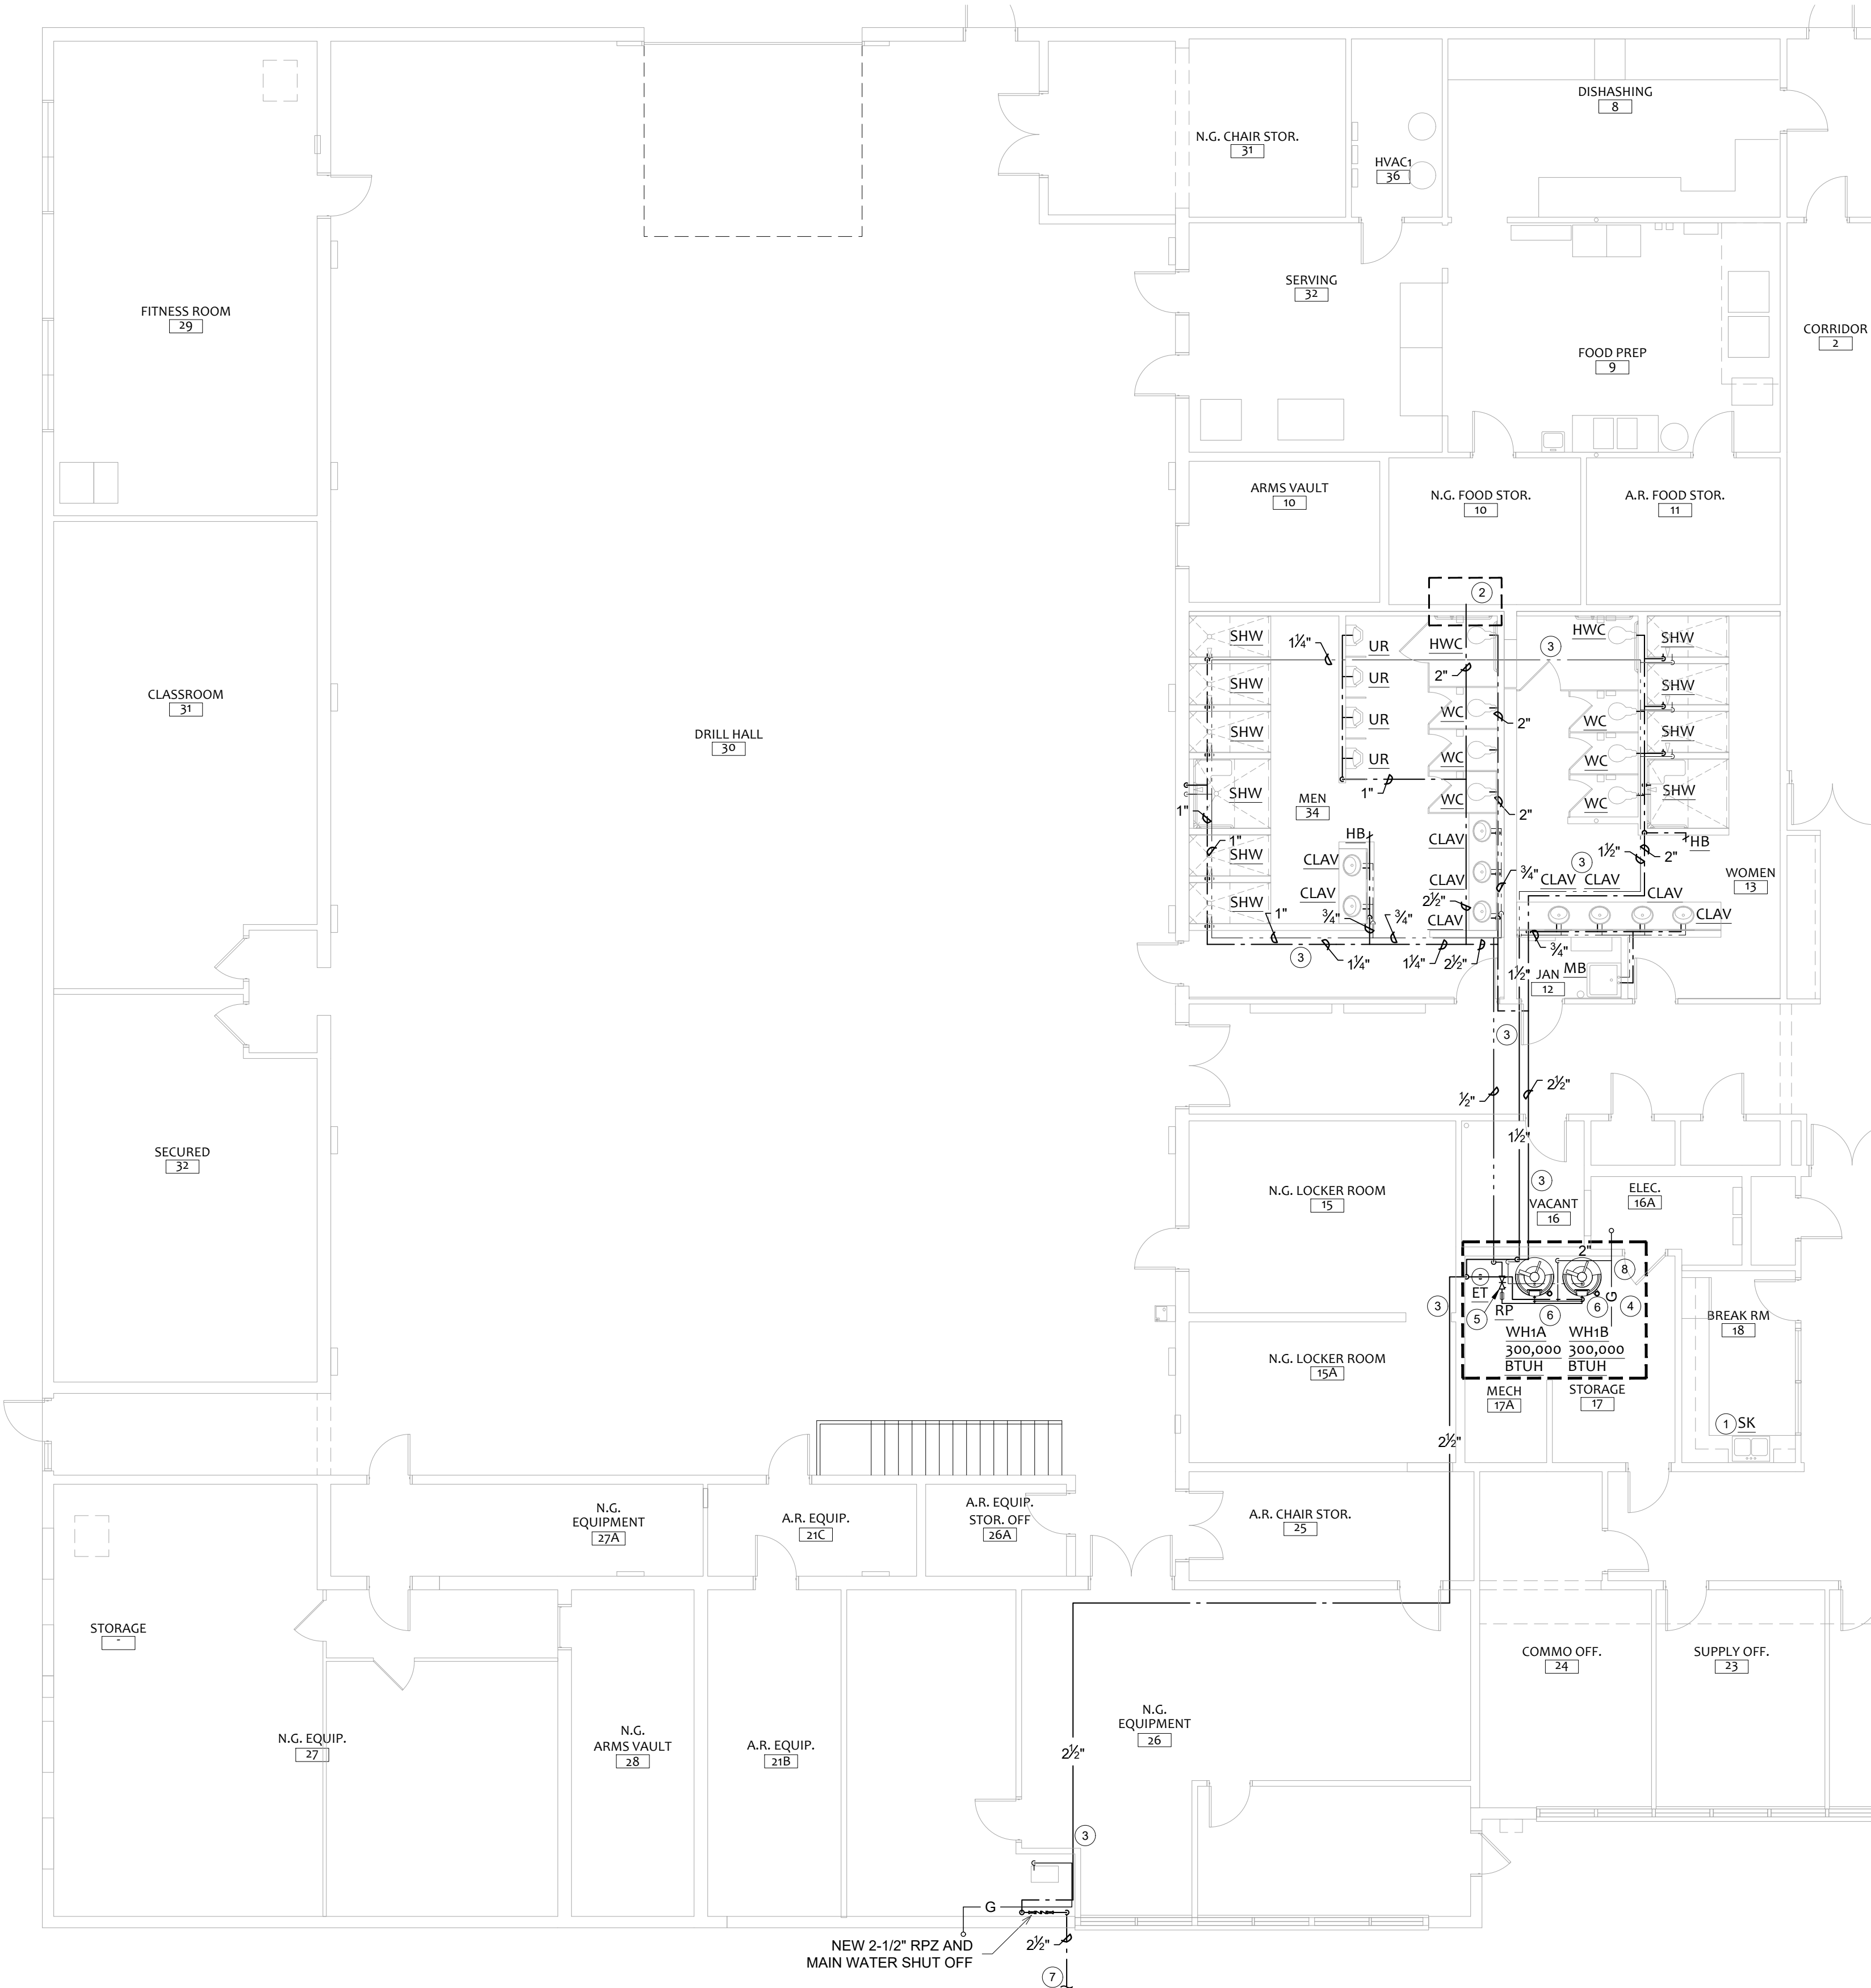 DISHASHING
8
N.G. CHAIR STOR.
31
HVAC1
36
SERVING
32
FITNESS ROOM
29
CORRIDOR
2
FOOD PREP
9
ARMS VAULT
10
N.G. FOOD STOR.
10
A.R. FOOD STOR.
11
2
SHW
1¼"
UR
HWC
HWC
3
SHW
UR
2"
SHW
SHW
CLASSROOM
31
WC
2"
WC
SHW
UR
SHW
DRILL HALL
30
UR
WC
WC
1"
SHW
MEN
34
WC
WC
SHW
1"
2"
HB
CLAV
HB
1"
1½"
2"
SHW
CLAV
3
CLAV
¾"
CLAV
CLAV
WOMEN
13
SHW
CLAV
2½"
CLAV
CLAV
1"
¾"
¾"
CLAV
3
1¼"
1¼"
2½"
¾"
1½"
JAN
12
MB
3
2½"
½"
1½"
SECURED
32
3
N.G. LOCKER ROOM
15
VACANT
16
ELEC.
16A
2"
8
ET
G
3
5
RP
6
6
4
BREAK RM
18
WH1A
300,000
BTUH
WH1B
300,000
BTUH
N.G. LOCKER ROOM
15A
MECH
17A
STORAGE
17
1
SK
2½"
N.G.
EQUIPMENT
27A
A.R. EQUIP.
21C
A.R. EQUIP.
STOR. OFF
26A
A.R. CHAIR STOR.
25
STORAGE
-
COMMO OFF.
24
SUPPLY OFF.
23
N.G. EQUIP.
27
N.G.
ARMS VAULT
28
A.R. EQUIP.
21B
N.G.
EQUIPMENT
26
2½"
3
G
NEW 2-1/2" RPZ AND
MAIN WATER SHUT OFF
2½"
7